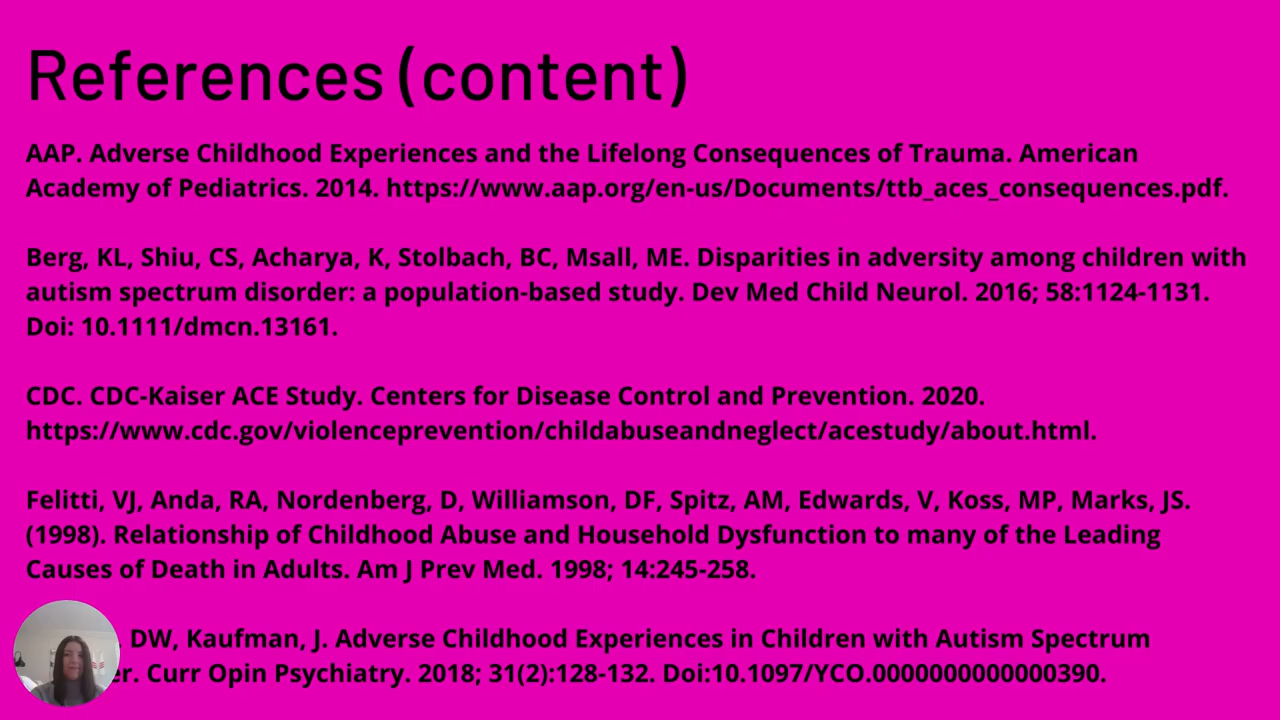 References (content)
AAP. Adverse Childhood Experiences and the Lifelong Consequences of Trauma. American
Academy of Pediatrics. 2014. https://www.aap.org/en-us/Documents/ttb_aces_consequences.pdf.
Berg, KL, Shiu, CS, Acharya, K, Stolbach, BC, Msall, ME. Disparities in adversity among children with
autism spectrum disorder: a population-based study. Dev Med Child Neurol. 2016; 58:1124-1131.
Doi: 10.1111/dmcn.13161.
CDC. CDC-Kaiser ACE Study. Centers for Disease Control and Prevention. 2020.
https://www.cdc.gov/violenceprevention/childabuseandneglect/acestudy/about.html.
Felitti, VJ, Anda, RA, Nordenberg, D, Williamson, DF, Spitz, AM, Edwards, V, Koss, MP, Marks, JS.
(1998). Relationship of Childhood Abuse and Household Dysfunction to many of the Leading
Causes of Death in Adults. Am J Prev Med. 1998; 14:245-258.
DW, Kaufman, J. Adverse Childhood Experiences in Children with Autism Spectrum
Curr Opin Psychiatry. 2018; 31(2):128-132. Doi:10.1097/YCO.0000000000000390.